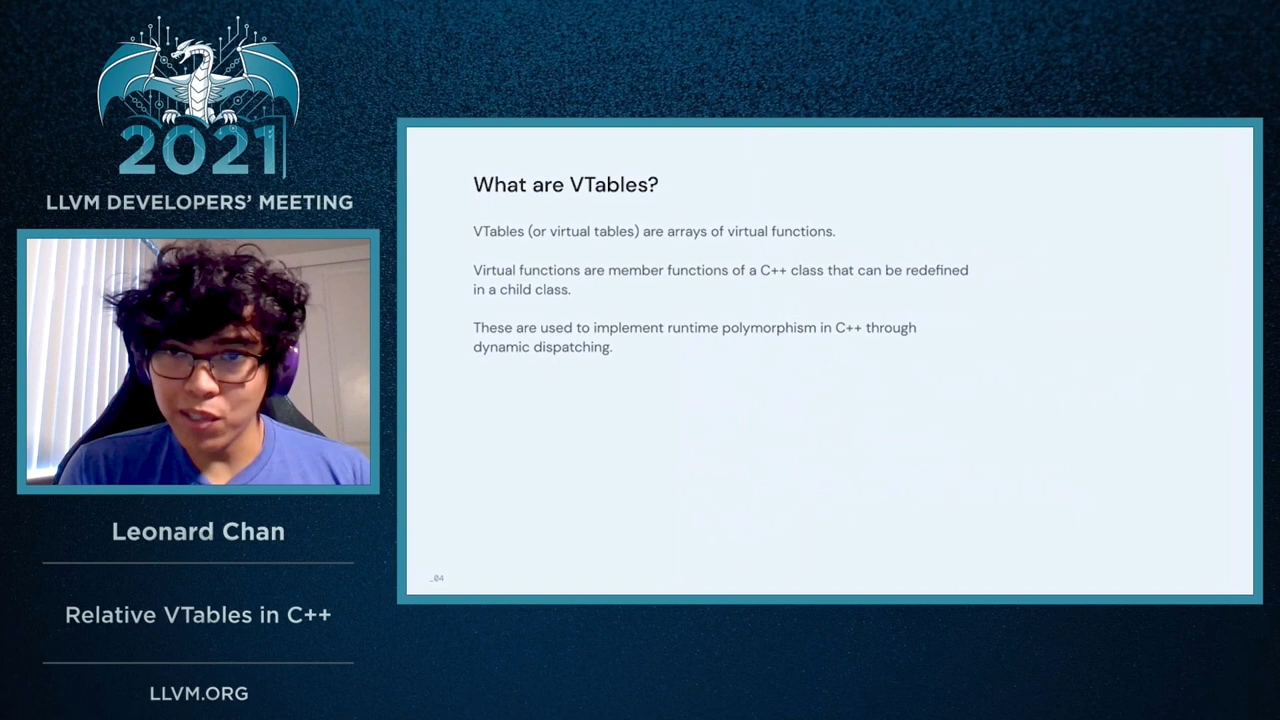 2021
LLVM DEVELOPERS' MEETING
Leonard Chan
Relative VTables in C++
LLVM.ORG
What are VTables?
VTables (or virtual tables) are arrays of virtual functions.
Virtual functions are member functions of a C++ class that can be redefined
in a child class.
These are used to implement runtime polymorphism in C++ through
dynamic dispatching.
_04